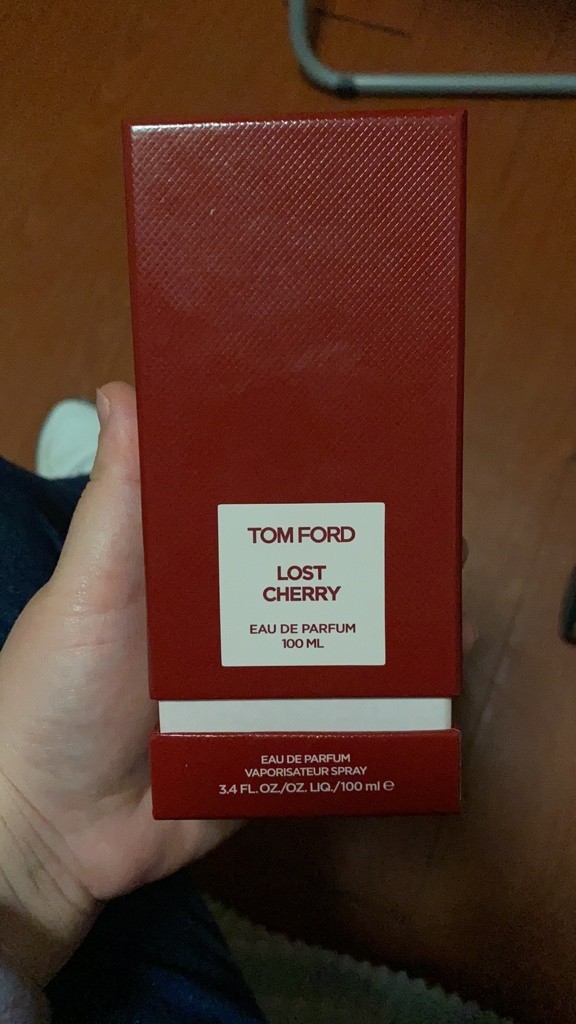 TOM FORD
LOST
CHERRY
EAU DE PARFUM
100 ML
EAU DE PARFUM
VAPORISATEUR SPRAY
3.4 FL. OZ./OZ. LIQ./100 ml ℮